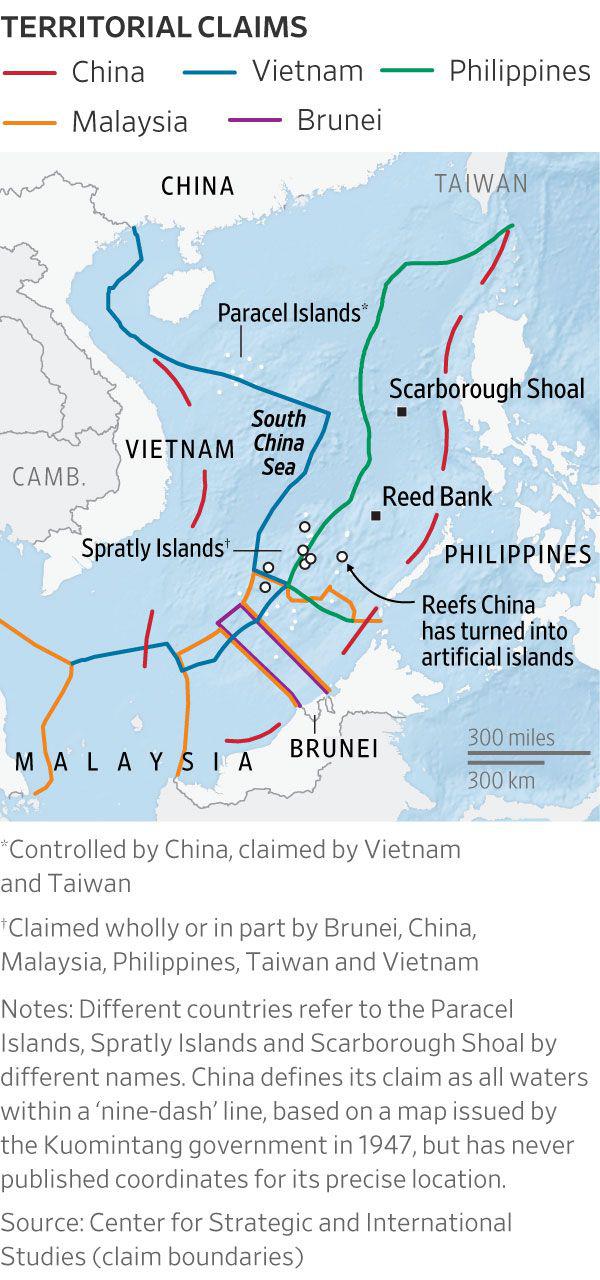 TERRITORIAL CLAIMS
China Vietnam Philippines
Malaysia Brunei
CHINA
TAIWAN
Paracel Islands*
Scarborough Shoal
South
China
Sea
VIETNAM
CAMB.
Reed Bank
Spratly Islands†
PHILIPPINES
Reefs China
has turned into
artificial islands
300 miles
300 km
BRUNEI
MALAYSIA
*Controlled by China, claimed by Vietnam
and Taiwan
†Claimed wholly or in part by Brunei, China,
Malaysia, Philippines, Taiwan and Vietnam
Notes: Different countries refer to the Paracel
Islands, Spratly Islands and Scarborough Shoal by
different names. China defines its claim as all waters
within a ‘nine-dash’ line, based on a map issued by
the Kuomintang government in 1947, but has never
published coordinates for its precise location.
Source: Center for Strategic and International
Studies (claim boundaries)